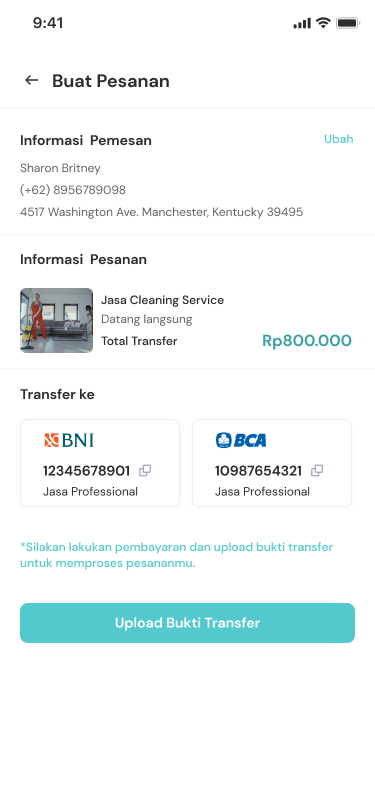 9:41
Buat Pesanan
Informasi Pemesan
Ubah
Sharon Britney
(+62) 8956789098
4517 Washington Ave. Manchester, Kentucky 39495
Informasi Pesanan
Jasa Cleaning Service
Datang langsung
Total Transfer
Rp800.000
Transfer ke
BNI
12345678901
Jasa Professional
BCA
10987654321
Jasa Professional
*Silakan lakukan pembayaran dan upload bukti transfer
untuk memproses pesananmu.
Upload Bukti Transfer